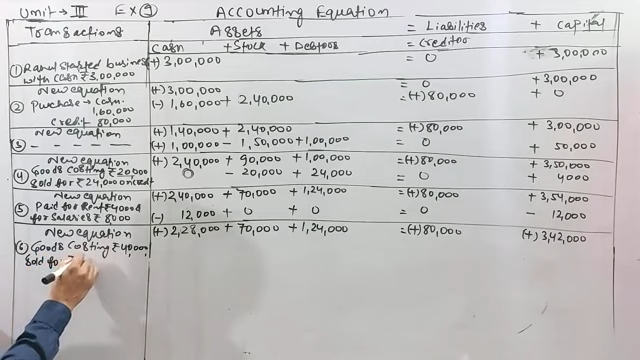 Unit - III Ex (9) Accounting Equation
Transactions Assets = Liabilities + Capital
Cash + Stock + Debtors = Creditor
(1) Rahul started business (+) 3,00,000 = 0 + 3,00,000
with Cash ₹ 3,00,000
New equation (+) 3,00,000 = 0 + 3,00,000
(2) Purchase → Cash (-) 1,60,000 + 2,40,000 = (+) 80,000 + 0
1,60,000
Credit 80,000
New equation (+) 1,40,000 + 2,40,000 = (+) 80,000 + 3,00,000
(3) - - - - - (+) 1,00,000 - 1,50,000 + 1,00,000 = 0 + 50,000
New equation (+) 2,40,000 + 90,000 + 1,00,000 = (+) 80,000 + 3,50,000
(4) Goods Costing ₹ 20000 0 - 20,000 + 24,000 = 0 + 4000
Sold for ₹ 24,000 on credit
New equation (+) 2,40,000 + 70,000 + 1,24,000 = (+) 80,000 + 3,54,000
(5) Paid for Rent ₹ 4000 & (-) 12,000 + 0 + 0 = 0 - 12,000
for Salaries ₹ 8000
New equation (+) 2,28,000 + 70,000 + 1,24,000 = (+) 80,000 (+) 3,42,000
(6) Goods Costing ₹ 40,000
Sold for ₹